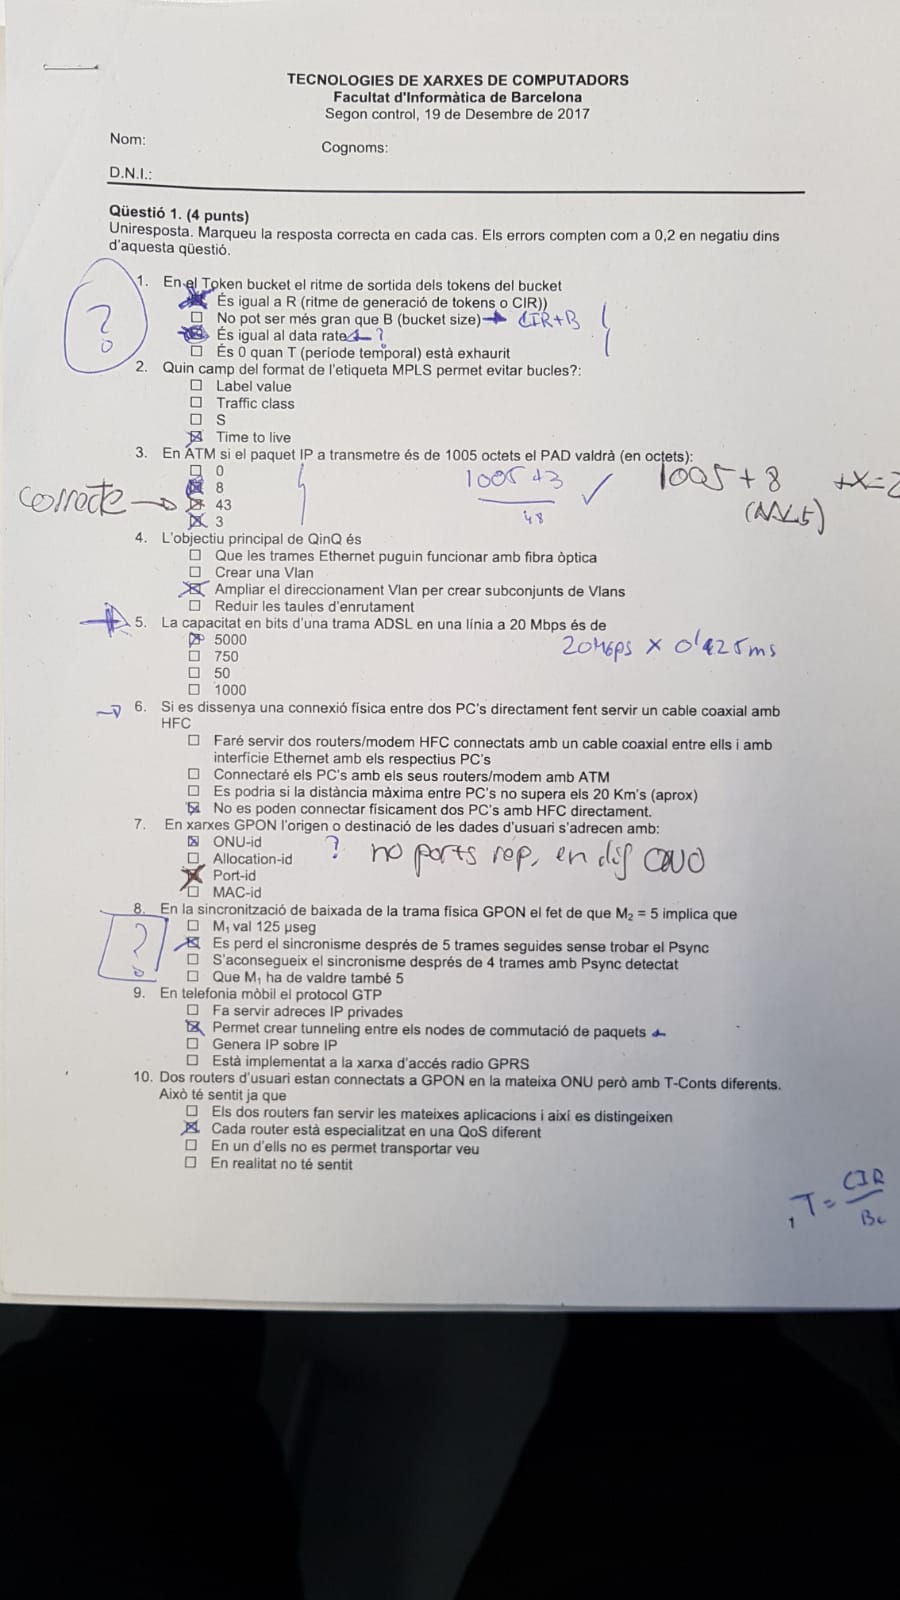 TECNOLOGIES DE XARXES DE COMPUTADORS
Facultat d'Informàtica de Barcelona
Segon control, 19 de Desembre de 2017
Nom:
Cognoms:
D.N.I.:
Qüestió 1. (4 punts)
Uniresposta. Marqueu la resposta correcta en cada cas. Els errors compten com a 0,2 en negatiu dins
d'aquesta qüestió.
?
1. En el Token bucket el ritme de sortida dels tokens del bucket
És igual a R (ritme de generació de tokens o CIR))
No pot ser més gran que B (bucket size) → CIR+B
És igual al data rate ?
És 0 quan T (període temporal) està exhaurit
2. Quin camp del format de l'etiqueta MPLS permet evitar bucles?:
Label value
Traffic class
S
Time to live
3. En ATM si el paquet IP a transmetre és de 1005 octets el PAD valdrà (en octets):
0
8
correcte → 43
3
1005+3
48
1005+8 +x=2
(AAL5)
4. L'objectiu principal de QinQ és
Que les trames Ethernet puguin funcionar amb fibra òptica
Crear una Vlan
Ampliar el direccionament Vlan per crear subconjunts de Vlans
Reduir les taules d'enrutament
→ 5. La capacitat en bits d'una trama ADSL en una línia a 20 Mbps és de
5000
750
50
1000
20Mbps x 0'25ms
→ 6. Si es dissenya una connexió física entre dos PC's directament fent servir un cable coaxial amb
HFC
Faré servir dos routers/modem HFC connectats amb un cable coaxial entre ells i amb
interfície Ethernet amb els respectius PC's
Connectaré els PC's amb els seus routers/modem amb ATM
Es podria si la distància màxima entre PC's no supera els 20 Km's (aprox)
No es poden connectar físicament dos PC's amb HFC directament.
7. En xarxes GPON l'origen o destinació de les dades d'usuari s'adrecen amb:
ONU-id
Allocation-id
Port-id
MAC-id
? no ports rep. en dif ONU
8. En la sincronització de baixada de la trama física GPON el fet de que M2 = 5 implica que
M1 val 125 µseg
Es perd el sincronisme després de 5 trames seguides sense trobar el Psync
S'aconsegueix el sincronisme després de 4 trames amb Psync detectat
Que M1 ha de valdre també 5
?
9. En telefonia mòbil el protocol GTP
Fa servir adreces IP privades
Permet crear tunneling entre els nodes de commutació de paquets
Genera IP sobre IP
Està implementat a la xarxa d'accés radio GPRS
10. Dos routers d'usuari estan connectats a GPON en la mateixa ONU però amb T-Conts diferents.
Això té sentit ja que
Els dos routers fan servir les mateixes aplicacions i així es distingeixen
Cada router està especialitzat en una QoS diferent
En un d'ells no es permet transportar veu
En realitat no té sentit
T = CIR
Bc